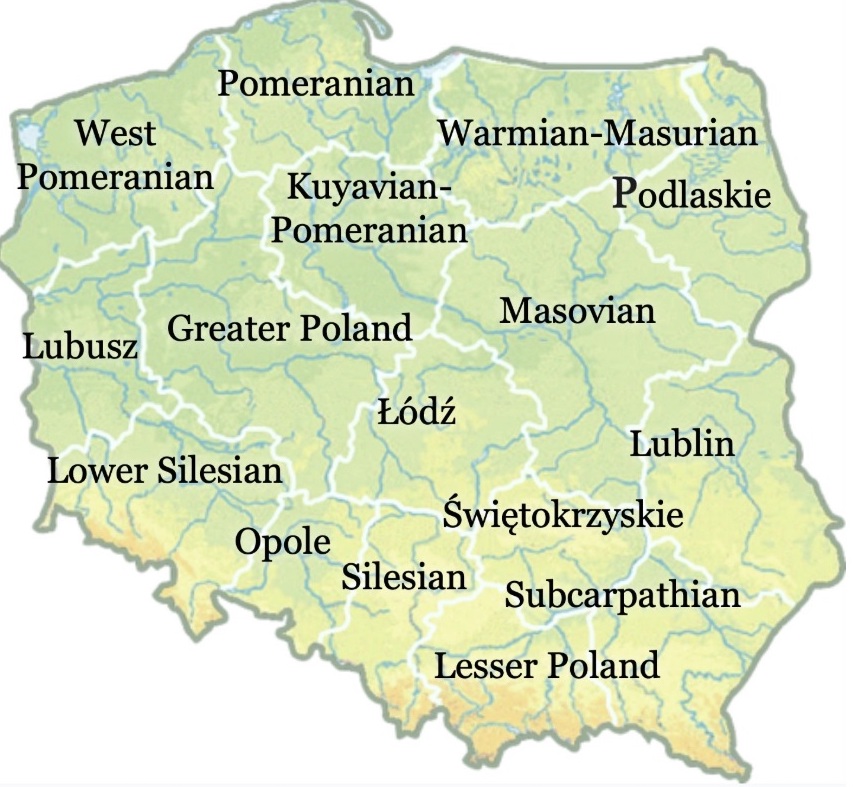 Pomeranian
West
Pomeranian
Warmian-Masurian
Kuyavian-
Pomeranian
Podlaskie
Masovian
Greater Poland
Lubusz
Łódź
Lublin
Lower Silesian
Świętokrzyskie
Opole
Silesian
Subcarpathian
Lesser Poland